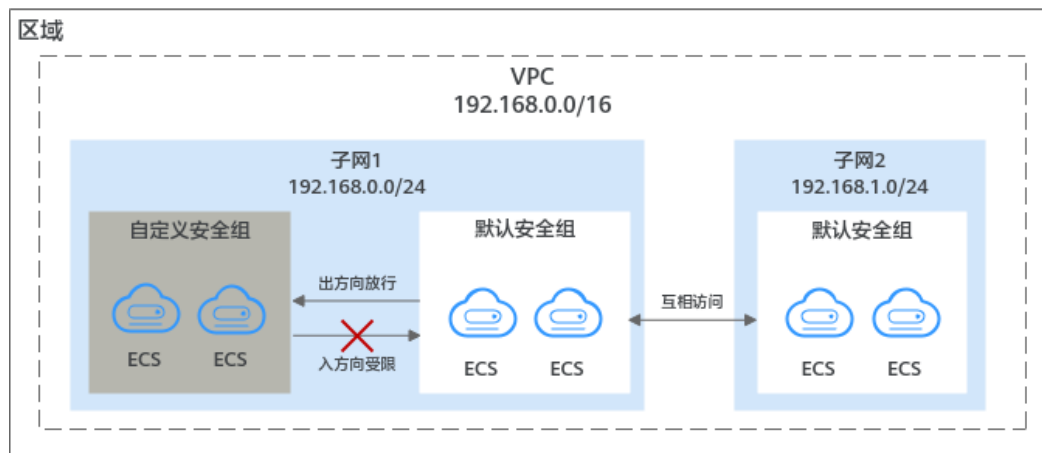 区域
VPC
192.168.0.0/16
子网1
192.168.0.0/24
自定义安全组
ECS
ECS
出方向放行
入方向受限
默认安全组
ECS
ECS
互相访问
子网2
192.168.1.0/24
默认安全组
ECS
ECS